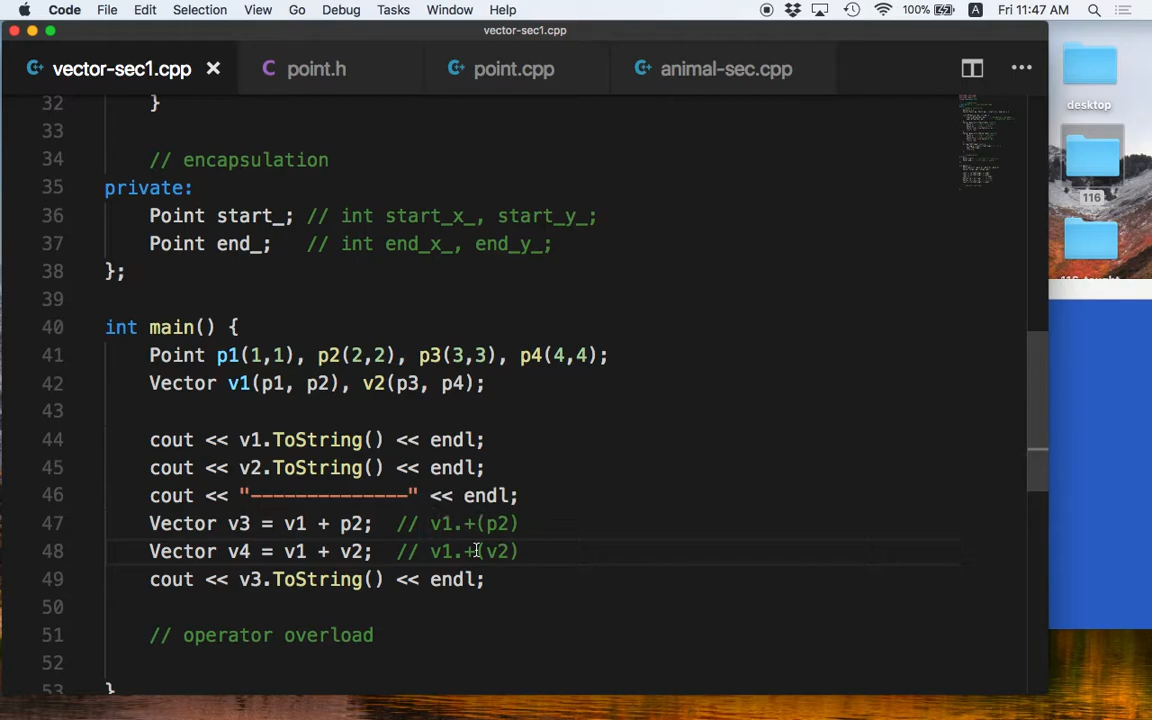 Code File Edit Selection View Go Debug Tasks Window Help 100% A Fri 11:47 AM
vector-sec1.cpp
vector-sec1.cpp point.h point.cpp animal-sec.cpp
desktop
116
32 }
33
34 // encapsulation
35 private:
36 Point start_; // int start_x_, start_y_;
37 Point end_; // int end_x_, end_y_;
38 };
39
40 int main() {
41 Point p1(1,1), p2(2,2), p3(3,3), p4(4,4);
42 Vector v1(p1, p2), v2(p3, p4);
43
44 cout << v1.ToString() << endl;
45 cout << v2.ToString() << endl;
46 cout << "--------------" << endl;
47 Vector v3 = v1 + p2; // v1.+(p2)
48 Vector v4 = v1 + v2; // v1.+(v2)
49 cout << v3.ToString() << endl;
50
51 // operator overload
52
53 }